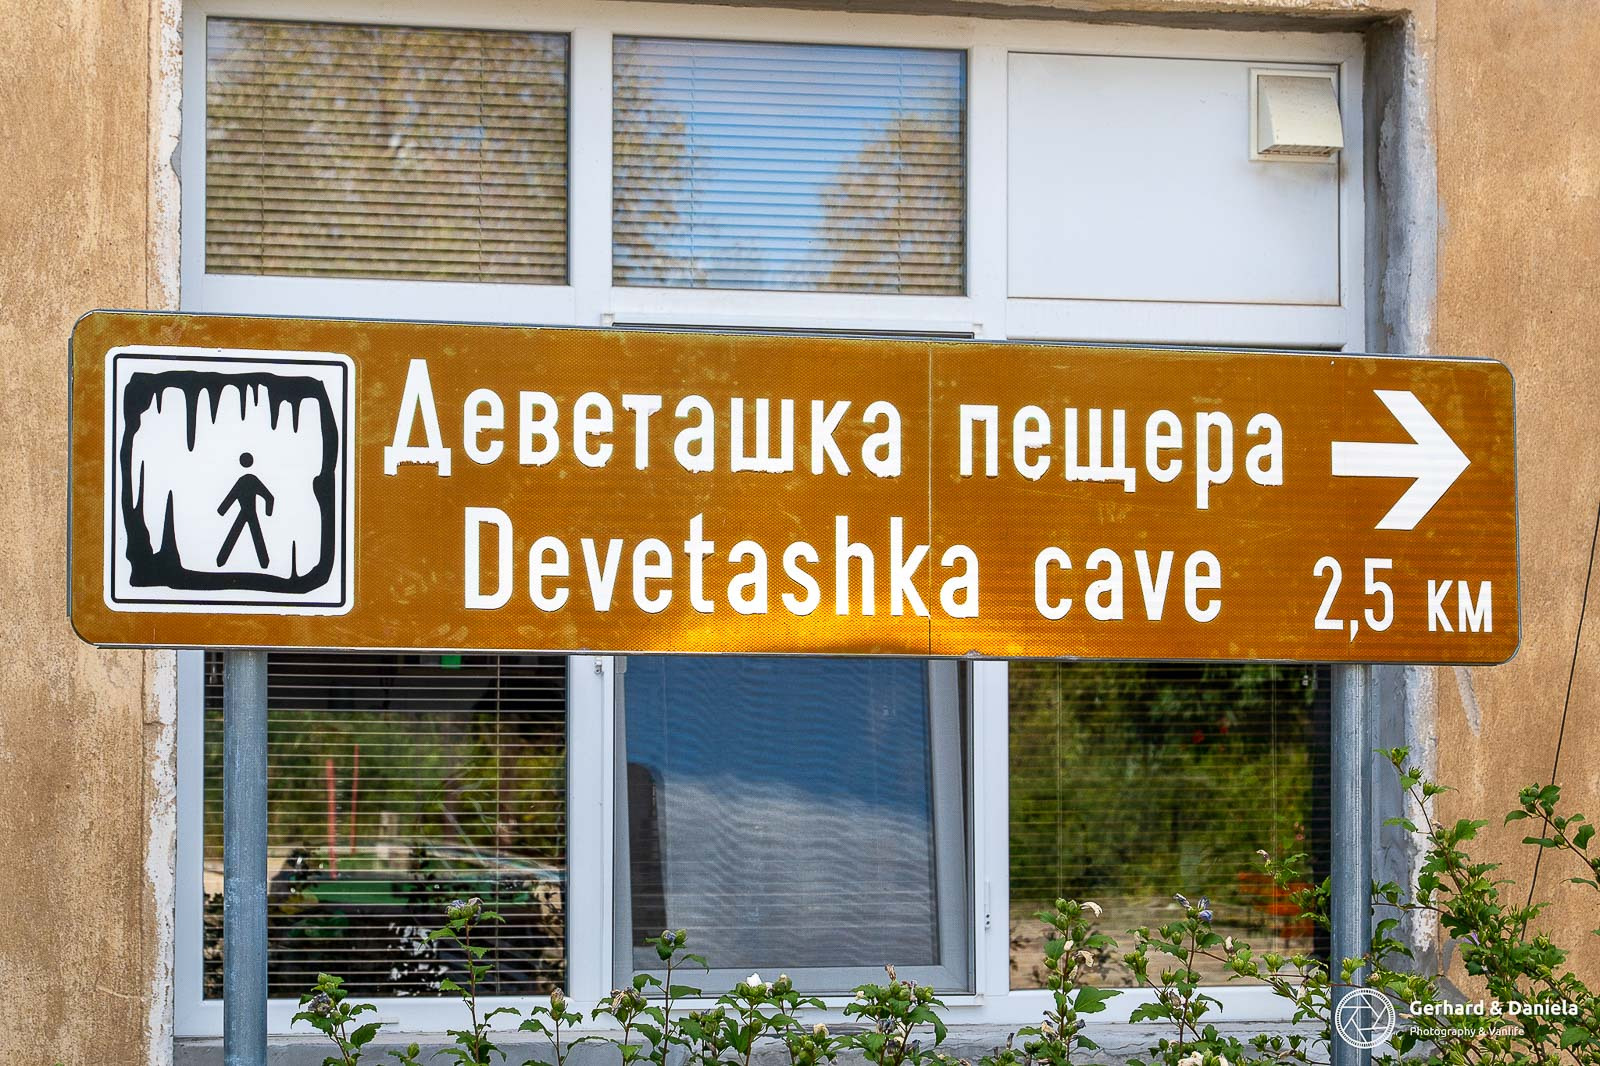 Деветашка пещера
Devetashka cave 2,5 км
Gerhard & Daniela
Photography & Vanlife